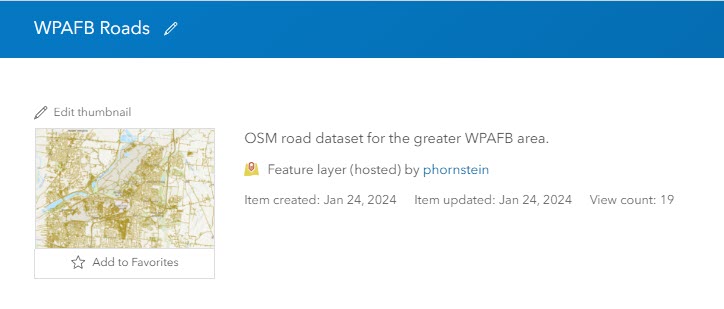 WPAFB Roads
Edit thumbnail
OSM road dataset for the greater WPAFB area.
Feature layer (hosted) by phornstein
Item created: Jan 24, 2024 Item updated: Jan 24, 2024 View count: 19
Add to Favorites